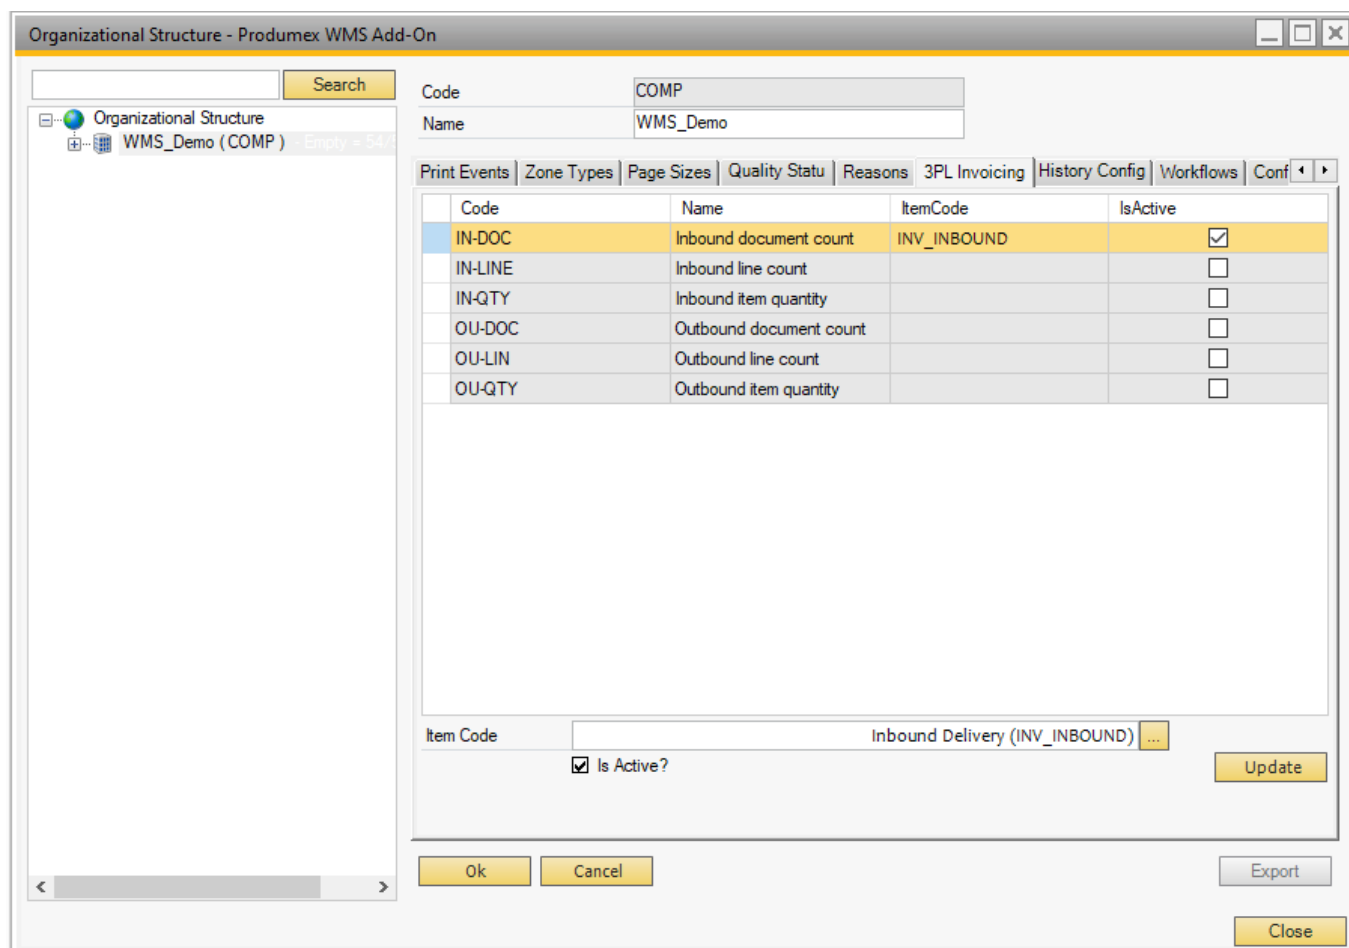 Organizational Structure - Produmex WMS Add-On
Search
Organizational Structure
WMS_Demo ( COMP ) - Empty = 54/
Code COMP
Name WMS_Demo
Print Events Zone Types Page Sizes Quality Statu Reasons 3PL Invoicing History Config Workflows Conf
Code Name ItemCode IsActive
IN-DOC Inbound document count INV_INBOUND
IN-LINE Inbound line count
IN-QTY Inbound item quantity
OU-DOC Outbound document count
OU-LIN Outbound line count
OU-QTY Outbound item quantity
Item Code Inbound Delivery (INV_INBOUND) ...
Is Active?
Update
Ok Cancel Export
Close